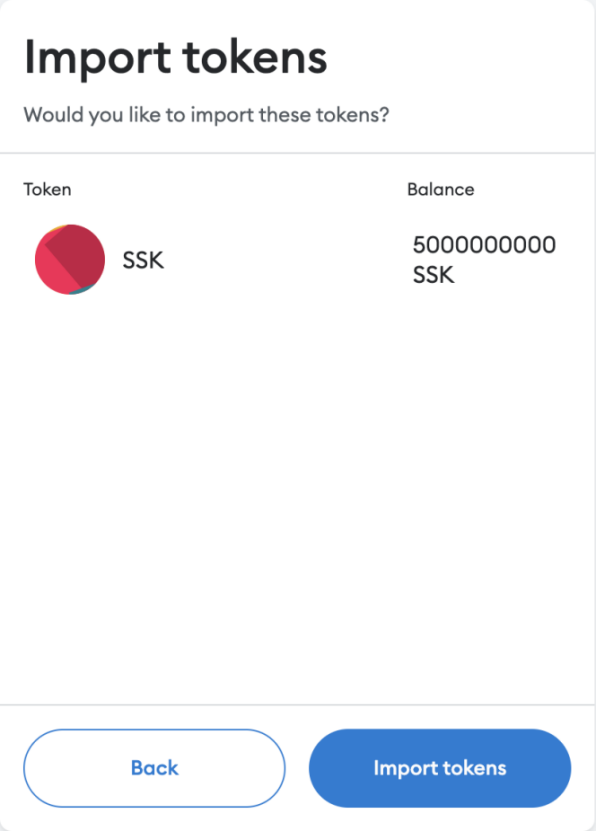 Import tokens
Would you like to import these tokens?
Token Balance
SSK 5000000000
SSK
Back Import tokens